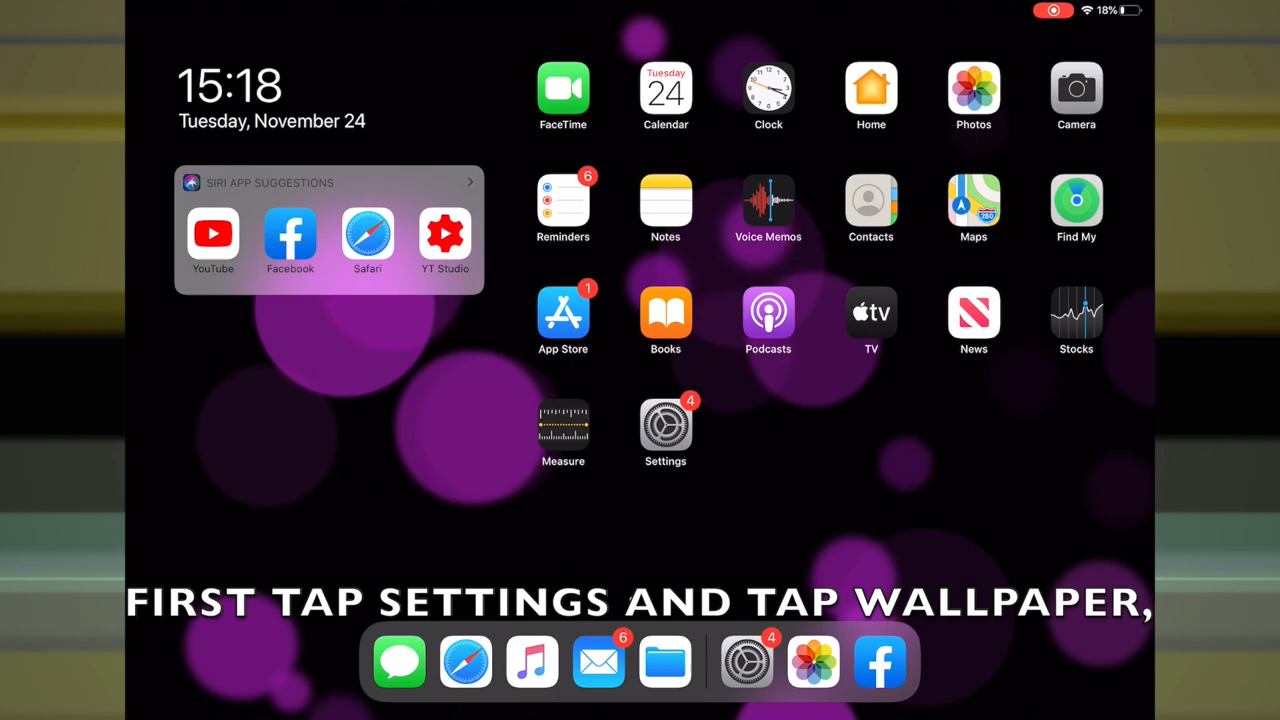 18%
15:18
Tuesday, November 24
SIRI APP SUGGESTIONS
YouTube Facebook Safari YT Studio
FaceTime Tuesday 24 Calendar Clock Home Photos Camera
6
Reminders Notes Voice Memos Contacts 280 Maps Find My
1
App Store Books Podcasts tv TV News Stocks
4
Measure Settings
FIRST TAP SETTINGS AND TAP WALLPAPER,
6 4